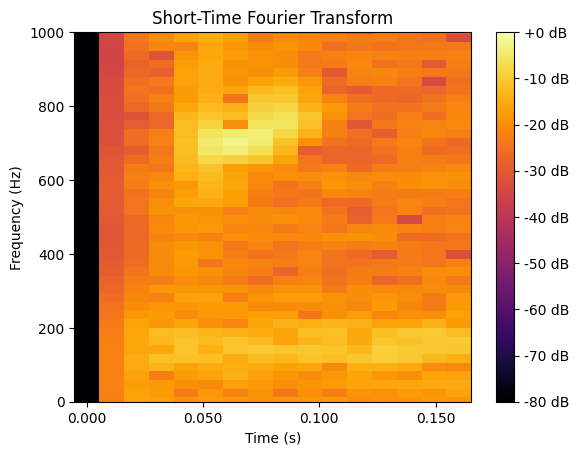 Short-Time Fourier Transform
1000
800
600
400
200
0
Frequency (Hz)
0.000
0.050
0.100
0.150
Time (s)
+0 dB
-10 dB
-20 dB
-30 dB
-40 dB
-50 dB
-60 dB
-70 dB
-80 dB